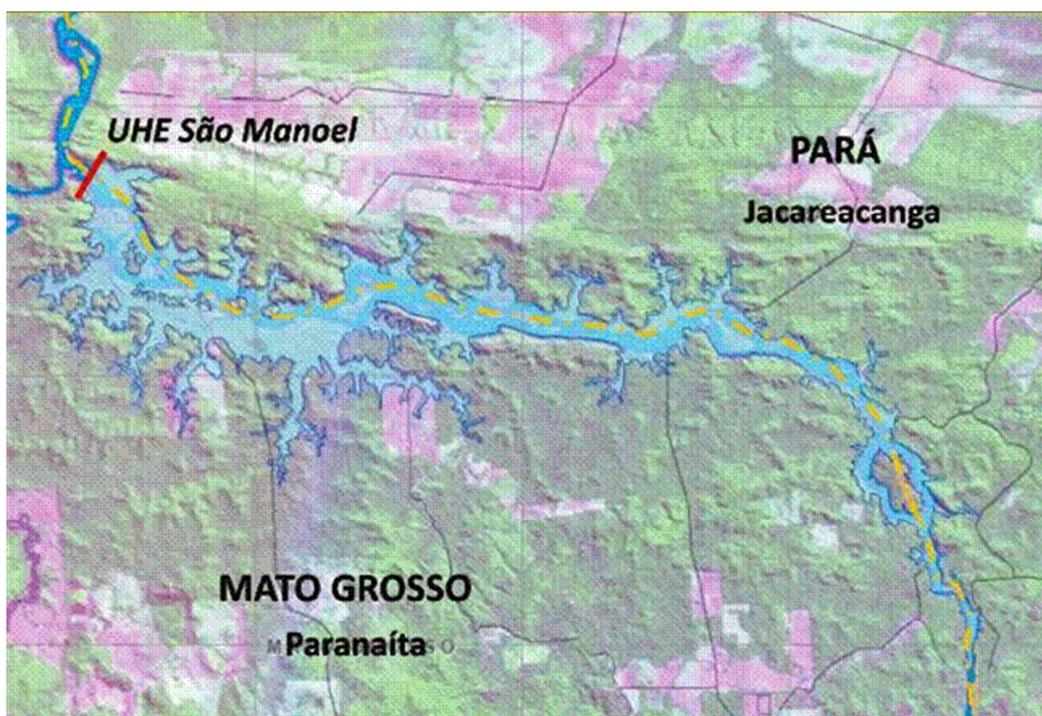 UHE São Manoel
PARÁ
Jacareacanga
MATO GROSSO
Paranaíta